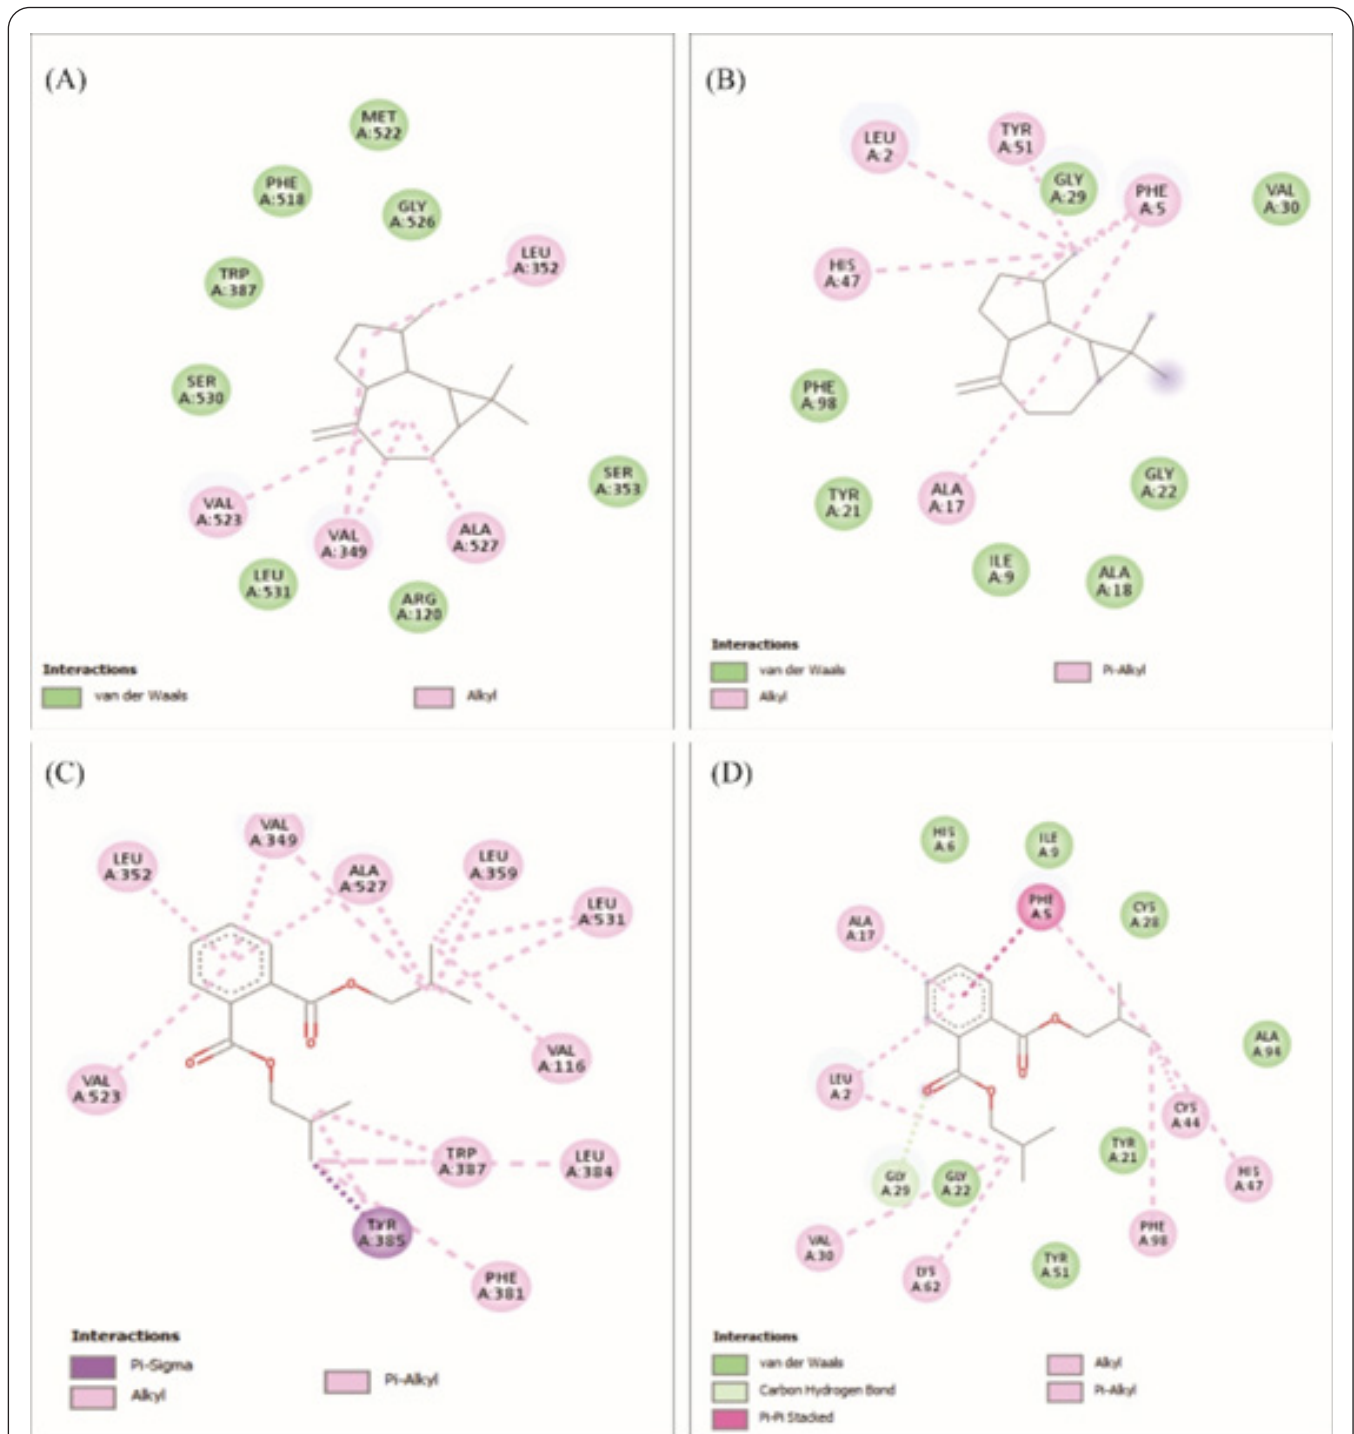 (A)
MET
A:522
PHE
A:518
GLY
A:526
LEU
A:352
TRP
A:387
SER
A:530
SER
A:353
VAL
A:523
VAL
A:349
ALA
A:527
LEU
A:531
ARG
A:120
Interactions
van der Waals
Alkyl
(B)
LEU
A:2
TYR
A:51
GLY
A:29
PHE
A:5
VAL
A:30
HIS
A:47
PHE
A:98
TYR
A:21
ALA
A:17
GLY
A:22
ILE
A:9
ALA
A:18
Interactions
van der Waals
Alkyl
Pi-Alkyl
(C)
VAL
A:349
LEU
A:352
ALA
A:527
LEU
A:359
LEU
A:531
VAL
A:116
VAL
A:523
TRP
A:387
LEU
A:384
TYR
A:385
PHE
A:381
O
O
O
O
Interactions
Pi-Sigma
Alkyl
Pi-Alkyl
(D)
HIS
A:6
ILE
A:9
PHE
A:5
CYS
A:28
ALA
A:17
ALA
A:94
LEU
A:2
CYS
A:44
TYR
A:21
HIS
A:47
GLY
A:29
GLY
A:22
PHE
A:98
VAL
A:30
LYS
A:62
TYR
A:51
O
O
O
O
Interactions
van der Waals
Carbon Hydrogen Bond
Pi-Pi Stacked
Alkyl
Pi-Alkyl